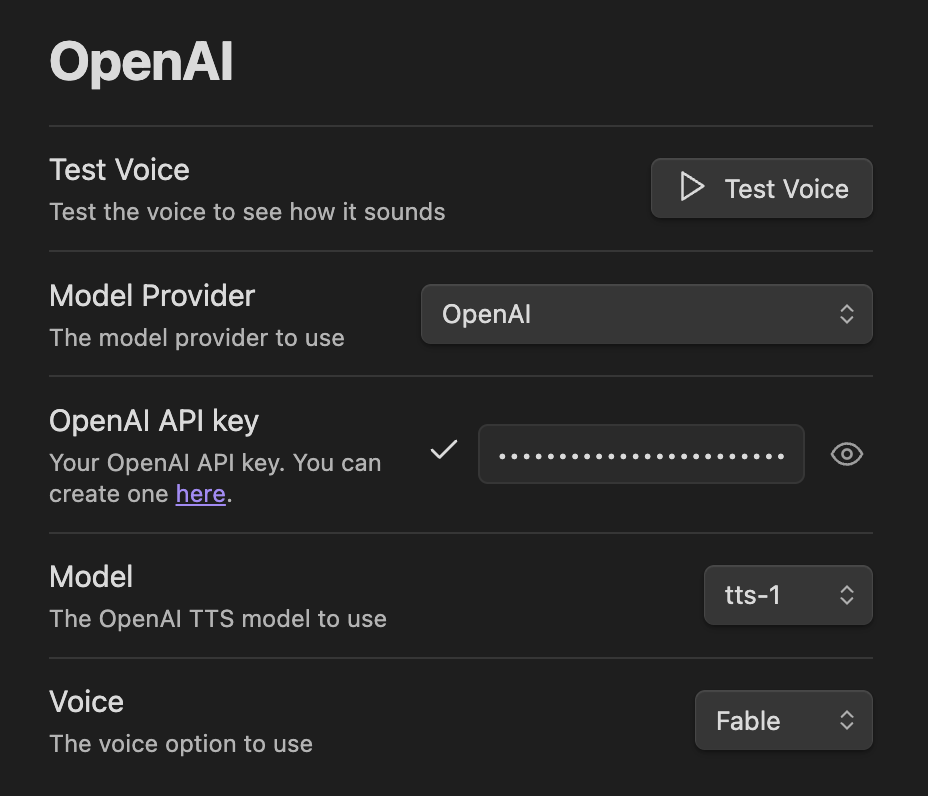 OpenAI
Test Voice
Test the voice to see how it sounds
Test Voice
Model Provider
The model provider to use
OpenAI
OpenAI API key
Your OpenAI API key. You can
create one here.
Model
The OpenAI TTS model to use
tts-1
Voice
The voice option to use
Fable